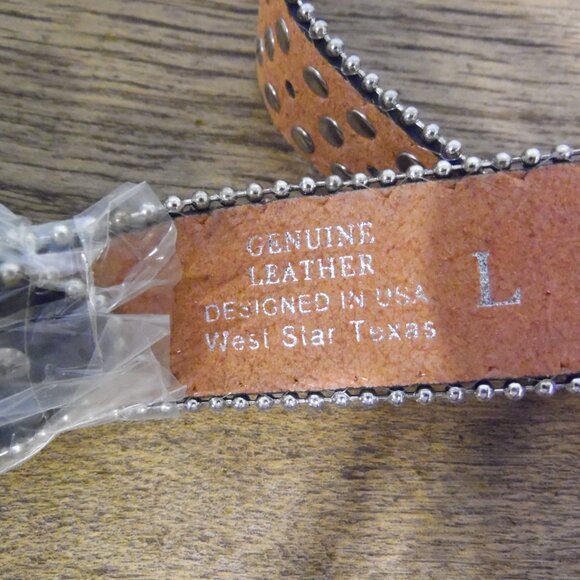 GENUINE
LEATHER
DESIGNED IN USA
West Star Texas
L